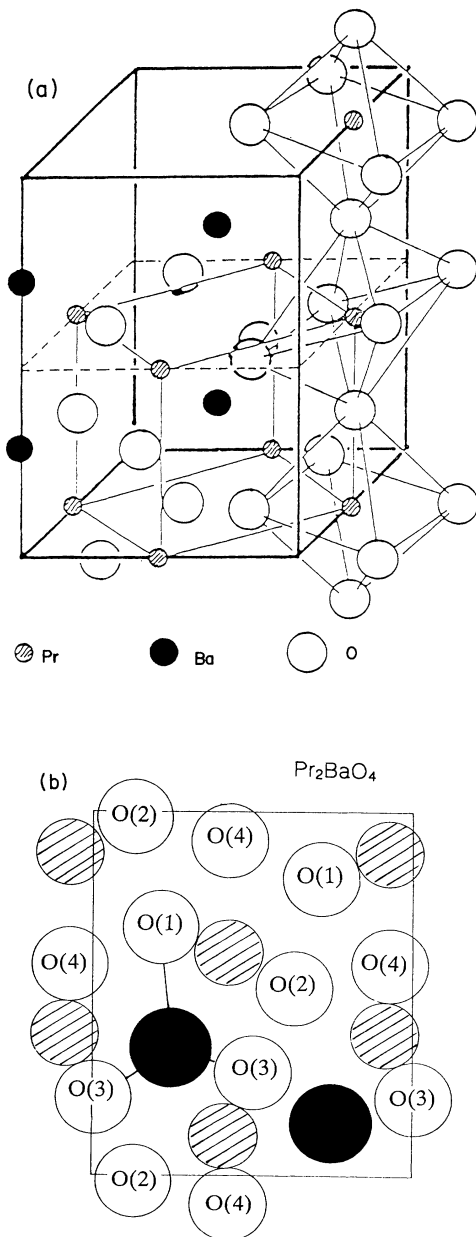 (a)
Pr Ba O
(b) Pr₂BaO₄
O(2)
O(4)
O(1)
O(1)
O(4) O(2) O(4)
O(3)
O(3) O(3)
O(2)
O(4)